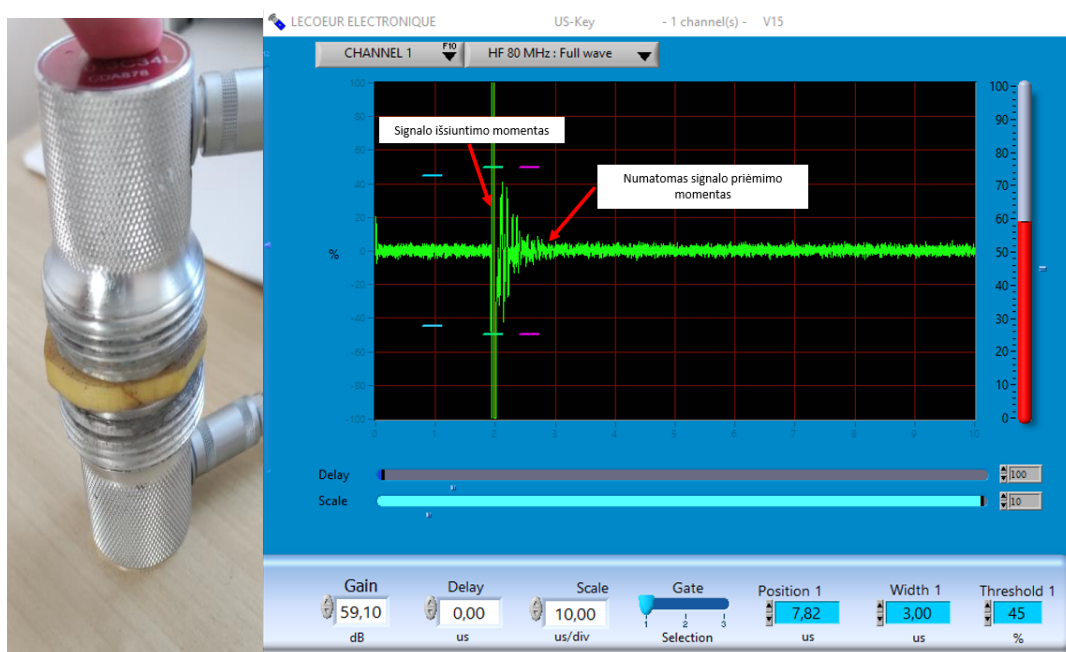 C34L
CDA878
LECOEUR ELECTRONIQUE US-Key - 1 channel(s) - V15
CHANNEL 1 F10 HF 80 MHz : Full wave
Signalo išsiuntimo momentas
Numatomas signalo priėmimo
momentas
%
100
80
60
40
20
0
-20
-40
-60
-80
-100
0 1 2 3 4 5 6 7 8 9 10
100
90
80
70
60
50
40
30
20
10
0
Delay 100
Scale 10
Gain Delay Scale Gate Position 1 Width 1 Threshold 1
59,10 0,00 10,00 1 2 3 7,82 3,00 45
dB us us/div Selection us us %